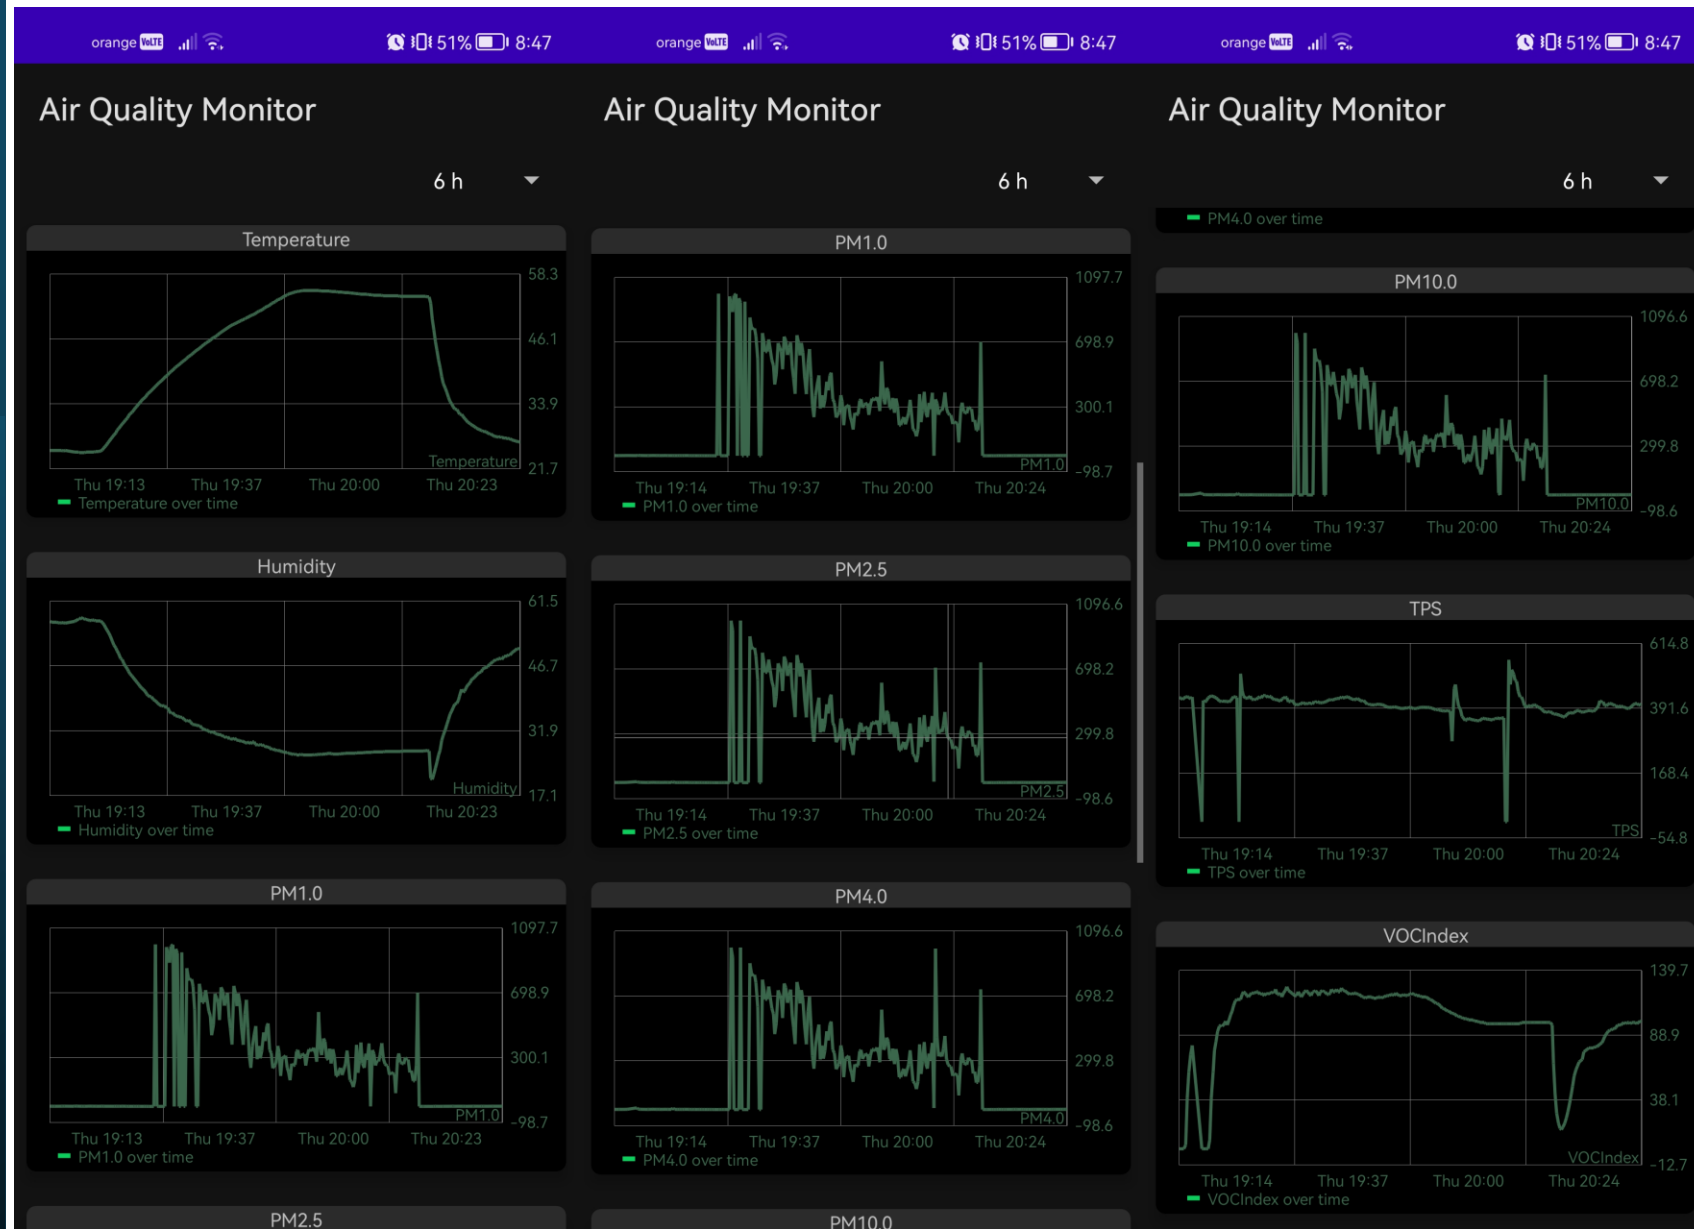 orange VoLTE 51% 8:47
Air Quality Monitor
6 h
Temperature
58.3
46.1
33.9
Temperature
21.7
Thu 19:13 Thu 19:37 Thu 20:00 Thu 20:23
Temperature over time
Humidity
61.5
46.7
31.9
Humidity
17.1
Thu 19:13 Thu 19:37 Thu 20:00 Thu 20:23
Humidity over time
PM1.0
1097.7
698.9
300.1
PM1.0
-98.7
Thu 19:13 Thu 19:37 Thu 20:00 Thu 20:23
PM1.0 over time
PM2.5
orange VoLTE 51% 8:47
Air Quality Monitor
6 h
PM1.0
1097.7
698.9
300.1
PM1.0
-98.7
Thu 19:14 Thu 19:37 Thu 20:00 Thu 20:24
PM1.0 over time
PM2.5
1096.6
698.2
299.8
PM2.5
-98.6
Thu 19:14 Thu 19:37 Thu 20:00 Thu 20:24
PM2.5 over time
PM4.0
1096.6
698.2
299.8
PM4.0
-98.6
Thu 19:14 Thu 19:37 Thu 20:00 Thu 20:24
PM4.0 over time
PM10.0
orange VoLTE 51% 8:47
Air Quality Monitor
6 h
PM4.0 over time
PM10.0
1096.6
698.2
299.8
PM10.0
-98.6
Thu 19:14 Thu 19:37 Thu 20:00 Thu 20:24
PM10.0 over time
TPS
614.8
391.6
168.4
TPS
-54.8
Thu 19:14 Thu 19:37 Thu 20:00 Thu 20:24
TPS over time
VOCIndex
139.7
88.9
38.1
VOCIndex
-12.7
Thu 19:14 Thu 19:37 Thu 20:00 Thu 20:24
VOCIndex over time